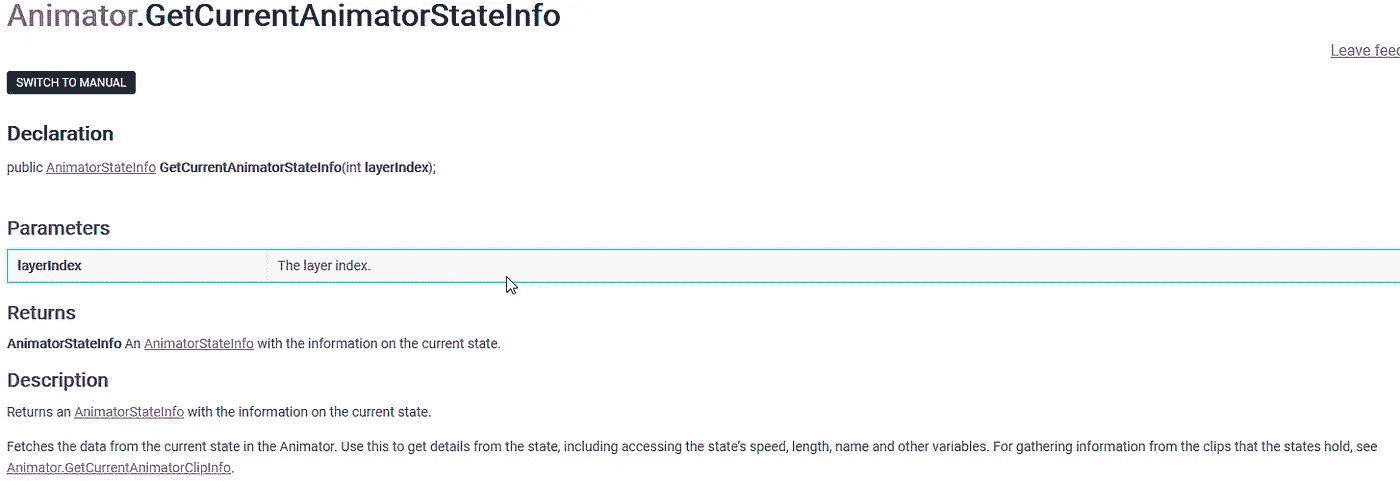 Animator.GetCurrentAnimatorStateInfo
Leave feed
SWITCH TO MANUAL
Declaration
public AnimatorStateInfo GetCurrentAnimatorStateInfo(int layerIndex);
Parameters
layerIndex The layer index.
Returns
AnimatorStateInfo An AnimatorStateInfo with the information on the current state.
Description
Returns an AnimatorStateInfo with the information on the current state.
Fetches the data from the current state in the Animator. Use this to get details from the state, including accessing the state's speed, length, name and other variables. For gathering information from the clips that the states hold, see
Animator.GetCurrentAnimatorClipInfo.